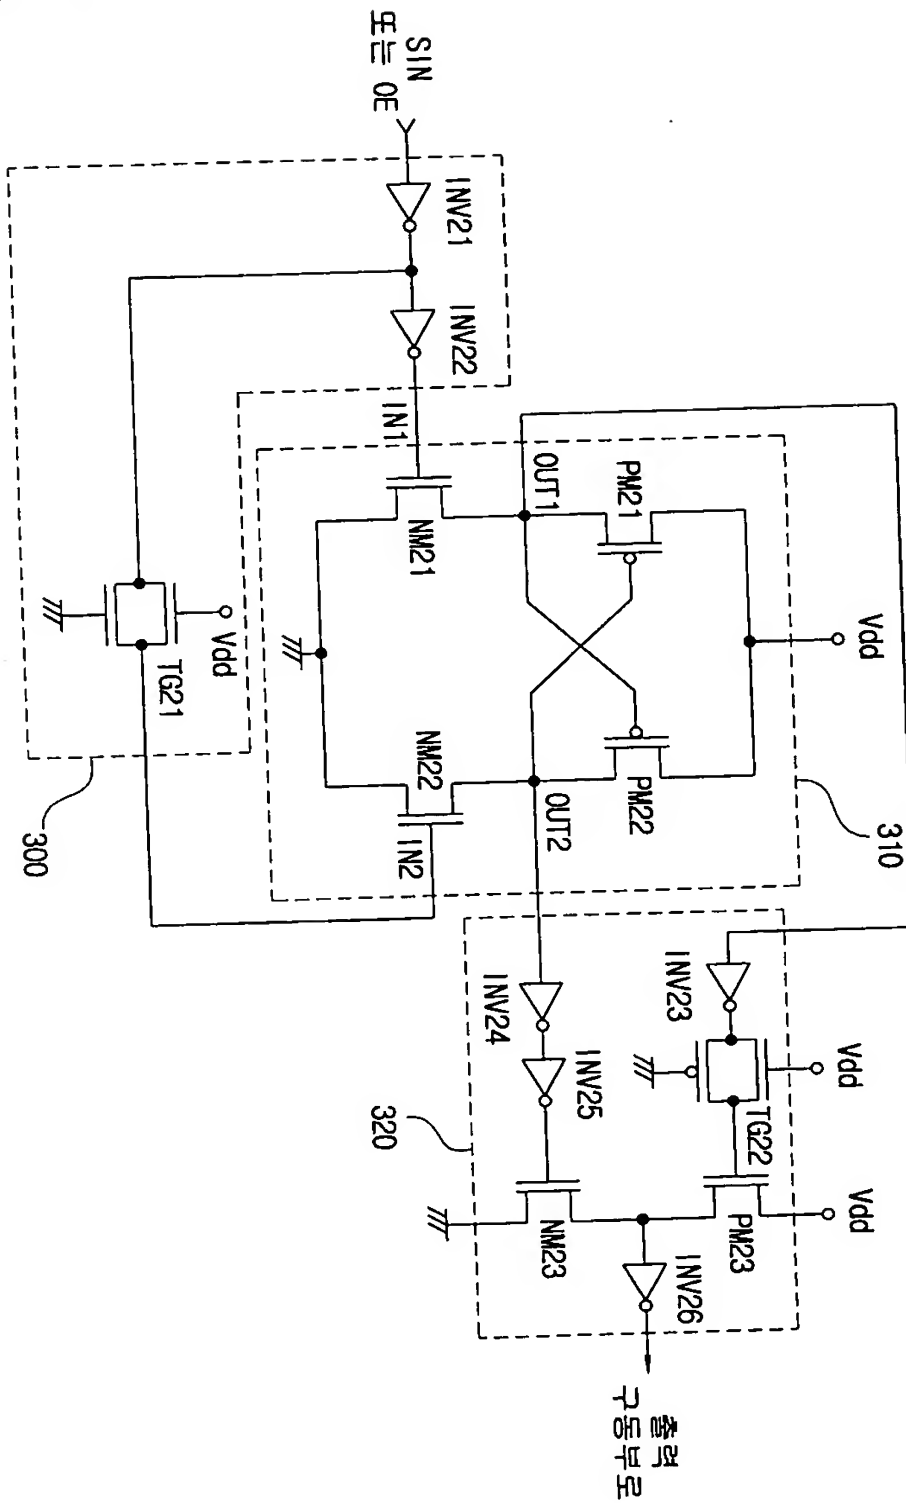 SIN
또는 OE
INV21
INV22
IN1
300
Vdd
TG21
NM21
OUT1
PM21
Vdd
NM22
IN2
OUT2
PM22
310
INV24
INV25
INV23
Vdd
TG22
320
NM23
PM23
Vdd
INV26
출력
구동부로